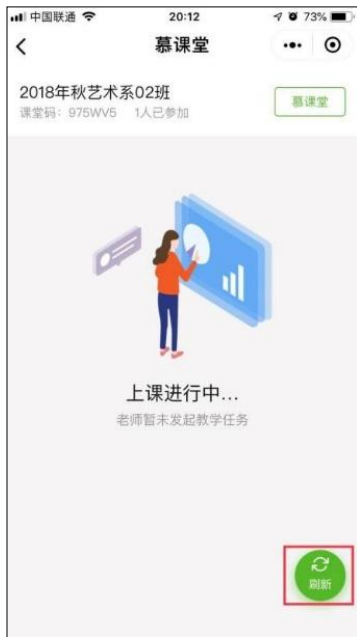 中国联通 20:12 73%
慕课堂
2018年秋艺术系02班
课堂码：975WV5 1人已参加
慕课堂
上课进行中...
老师暂未发起教学任务
刷新